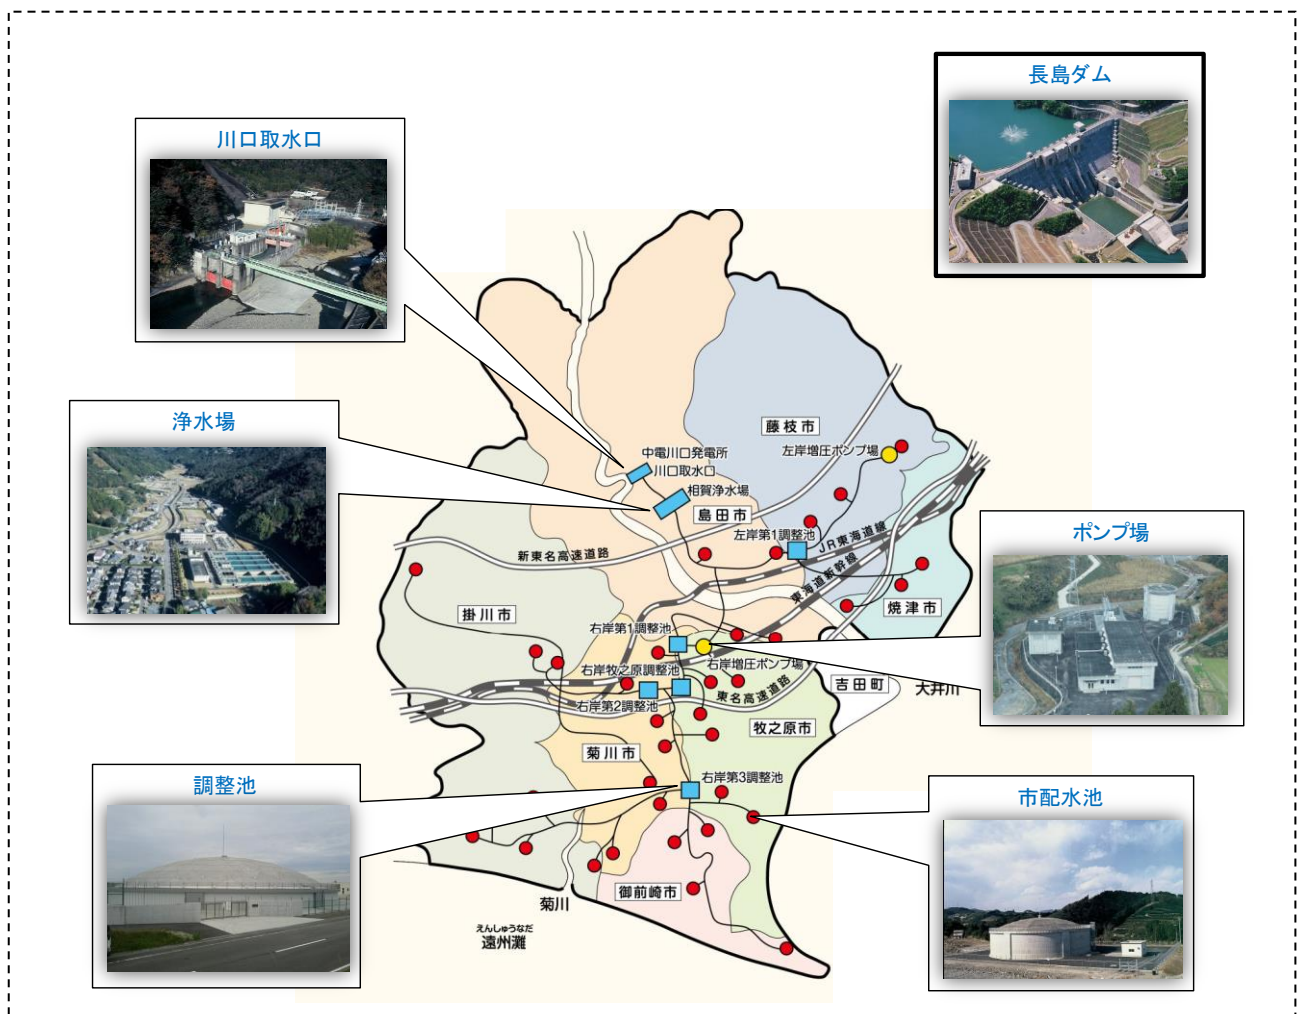 長島ダム
川口取水口
浄水場
藤枝市
左岸増圧ポンプ場
中電川口発電所
川口取水口
相賀浄水場
島田市
左岸第1調整池
JR東海道線
新東名高速道路
東海道新幹線
ポンプ場
焼津市
掛川市
右岸第1調整池
右岸牧之原調整池
右岸増圧ポンプ場
東名高速道路
吉田町
大井川
右岸第2調整池
牧之原市
菊川市
調整池
右岸第3調整池
市配水池
御前崎市
菊川
えんしゅうなだ
遠州灘